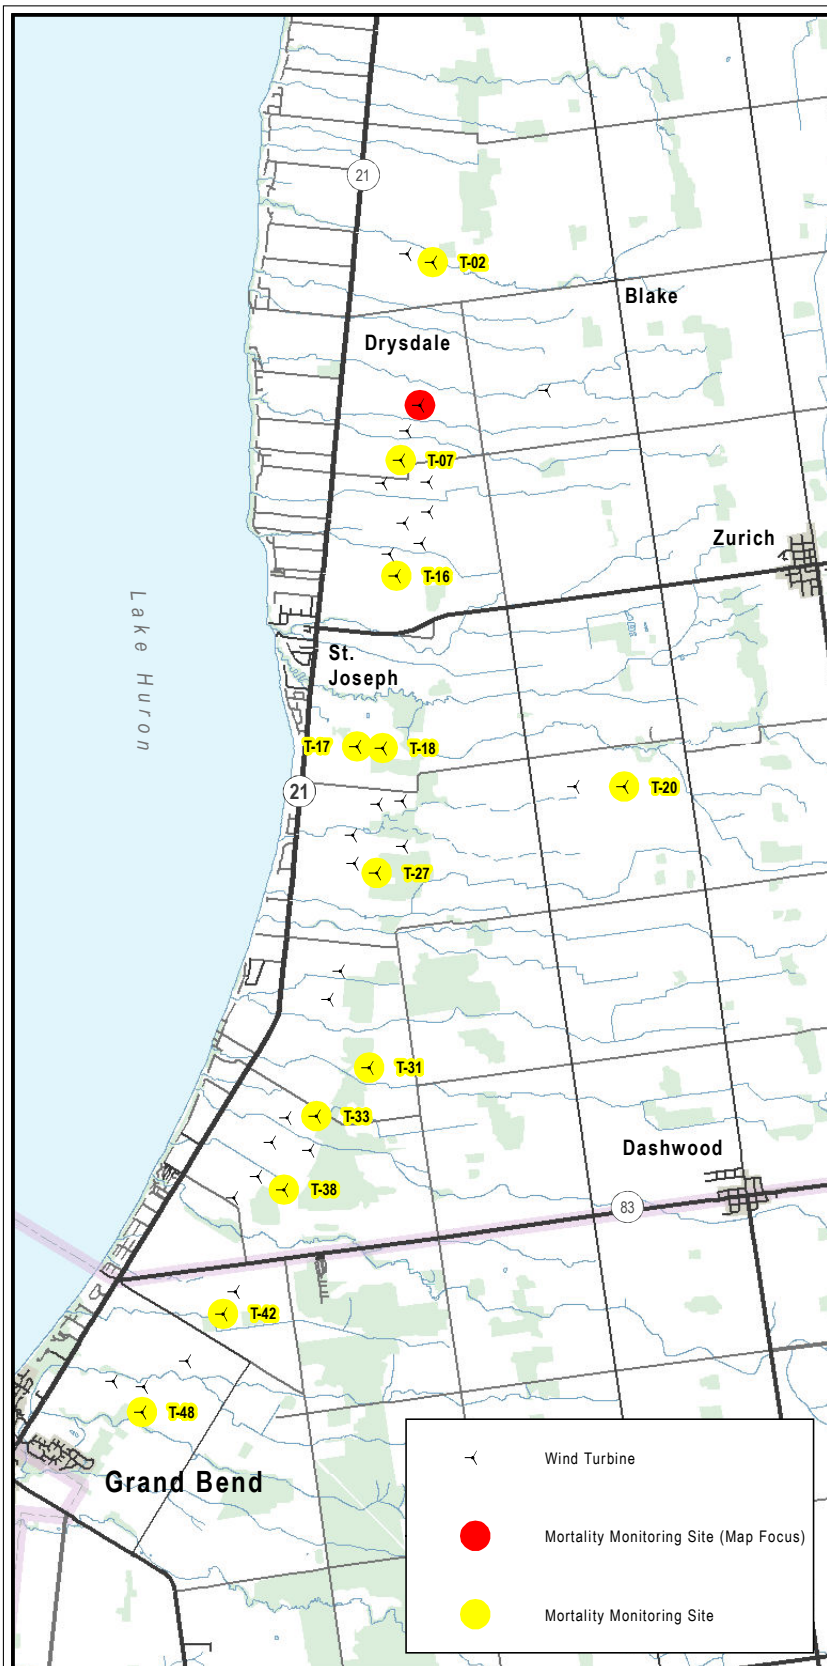 21
T-02
Blake
Drysdale
T-07
Zurich
T-16
Lake Huron
St.
Joseph
T-17
T-18
21
T-20
T-27
T-31
T-33
Dashwood
T-38
83
T-42
T-48
Grand Bend
Wind Turbine
Mortality Monitoring Site (Map Focus)
Mortality Monitoring Site